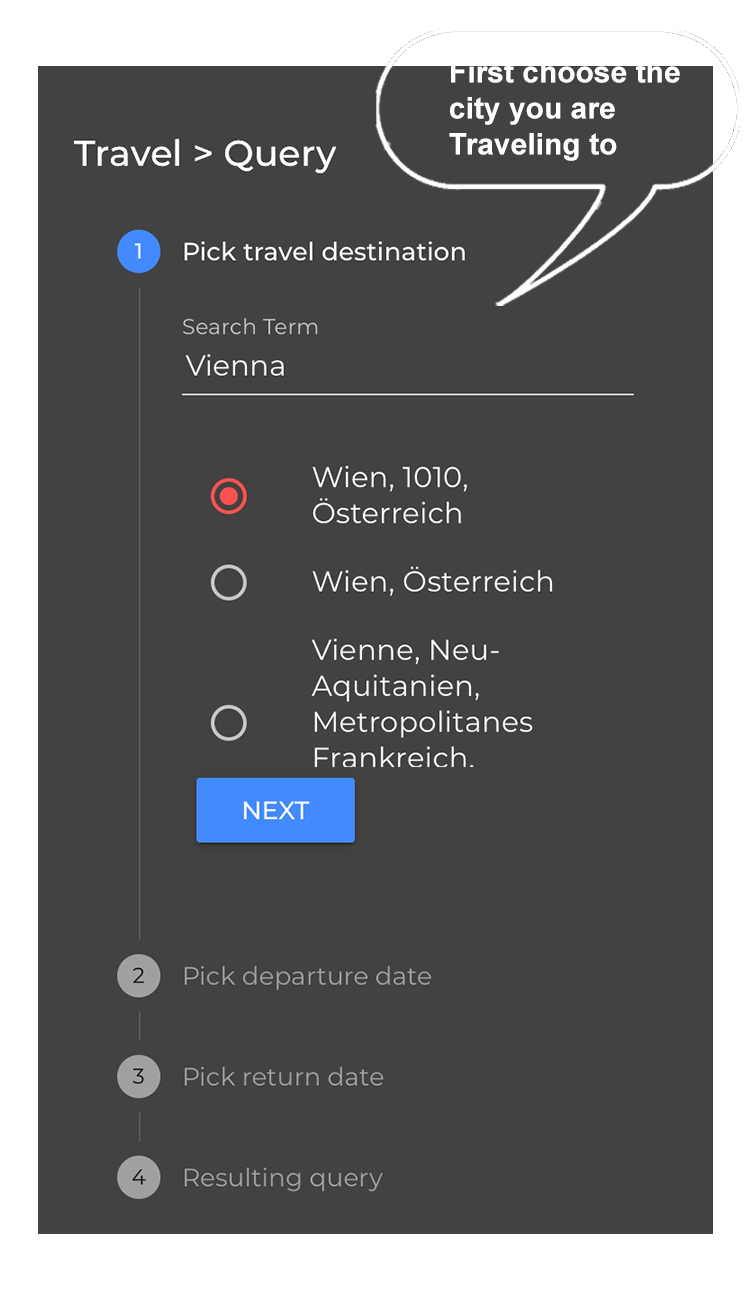 First choose the
city you are
Traveling to
Travel > Query
1 Pick travel destination
Search Term
Vienna
Wien, 1010,
Österreich
Wien, Österreich
Vienne, Neu-
Aquitanien,
Metropolitanes
Frankreich,
NEXT
2 Pick departure date
3 Pick return date
4 Resulting query